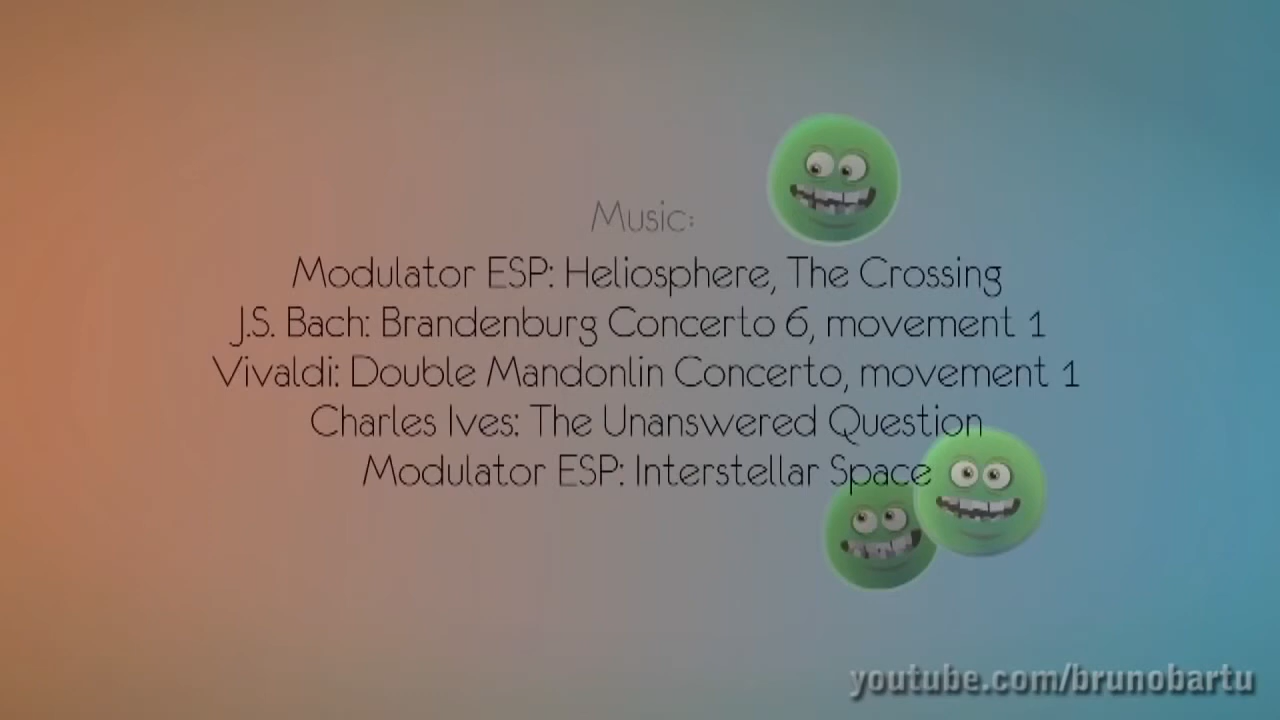 Music:
Modulator ESP: Heliosphere, The Crossing
J.S. Bach: Brandenburg Concerto 6, movement 1
Vivaldi: Double Mandonlin Concerto, movement 1
Charles Ives: The Unanswered Question
Modulator ESP: Interstellar Space
youtube.com/brunobartu